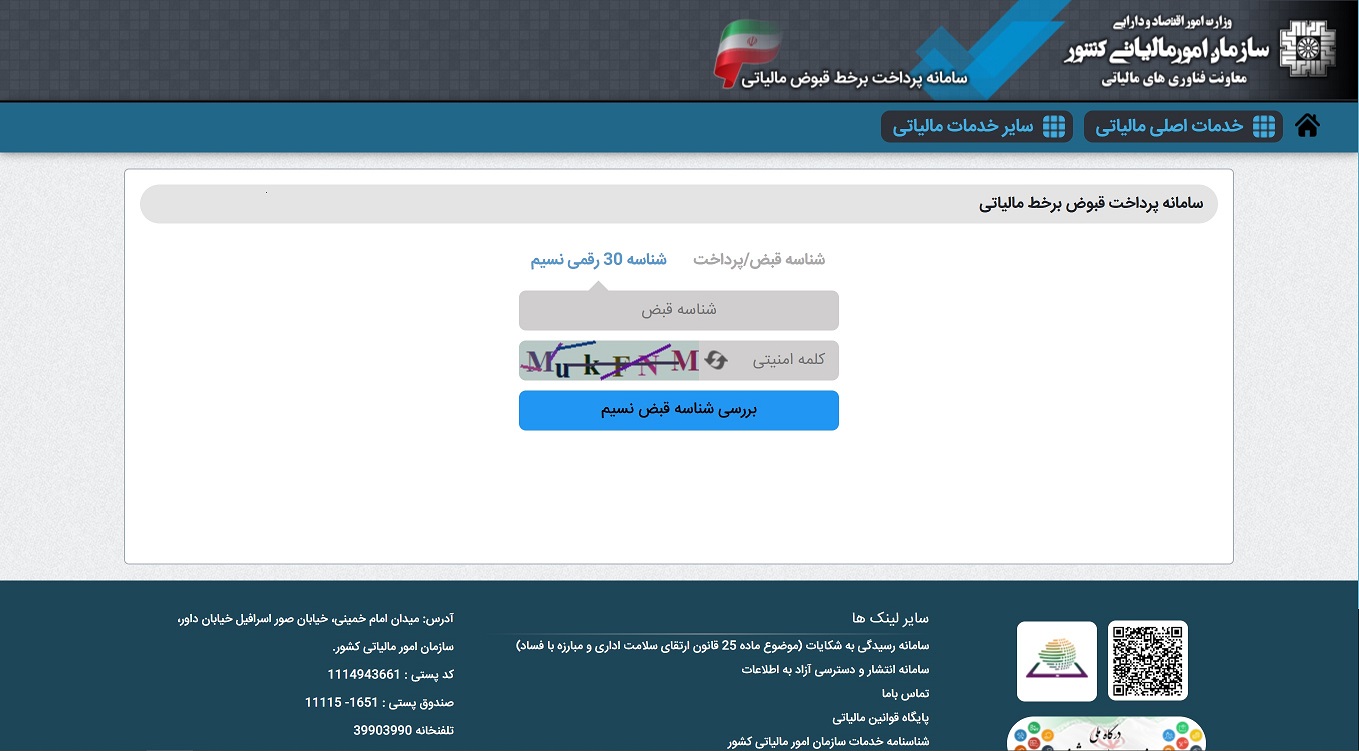 وزارت امور اقتصاد و دارایی
سازمان امور مالیاتی کشور
معاونت فناوری های مالیاتی
سامانه پرداخت برخط قبوض مالیاتی
خدمات اصلی مالیاتی
سایر خدمات مالیاتی
سامانه پرداخت قبوض برخط مالیاتی
شناسه قبض/پرداخت
شناسه 30 رقمی نسیم
شناسه قبض
کلمه امنیتی
MukFNM
بررسی شناسه قبض نسیم
سایر لینک ها
سامانه رسیدگی به شکایات (موضوع ماده 25 قانون ارتقای سلامت اداری و مبارزه با فساد)
سامانه انتشار و دسترسی آزاد به اطلاعات
تماس باما
پایگاه قوانین مالیاتی
شناسنامه خدمات سازمان امور مالیاتی کشور
آدرس: میدان امام خمینی، خیابان صور اسرافیل خیابان داور،
سازمان امور مالیاتی کشور.
کد پستی : 1114943661
صندوق پستی : 1651- 11115
تلفنخانه 39903990
درگاه ملی